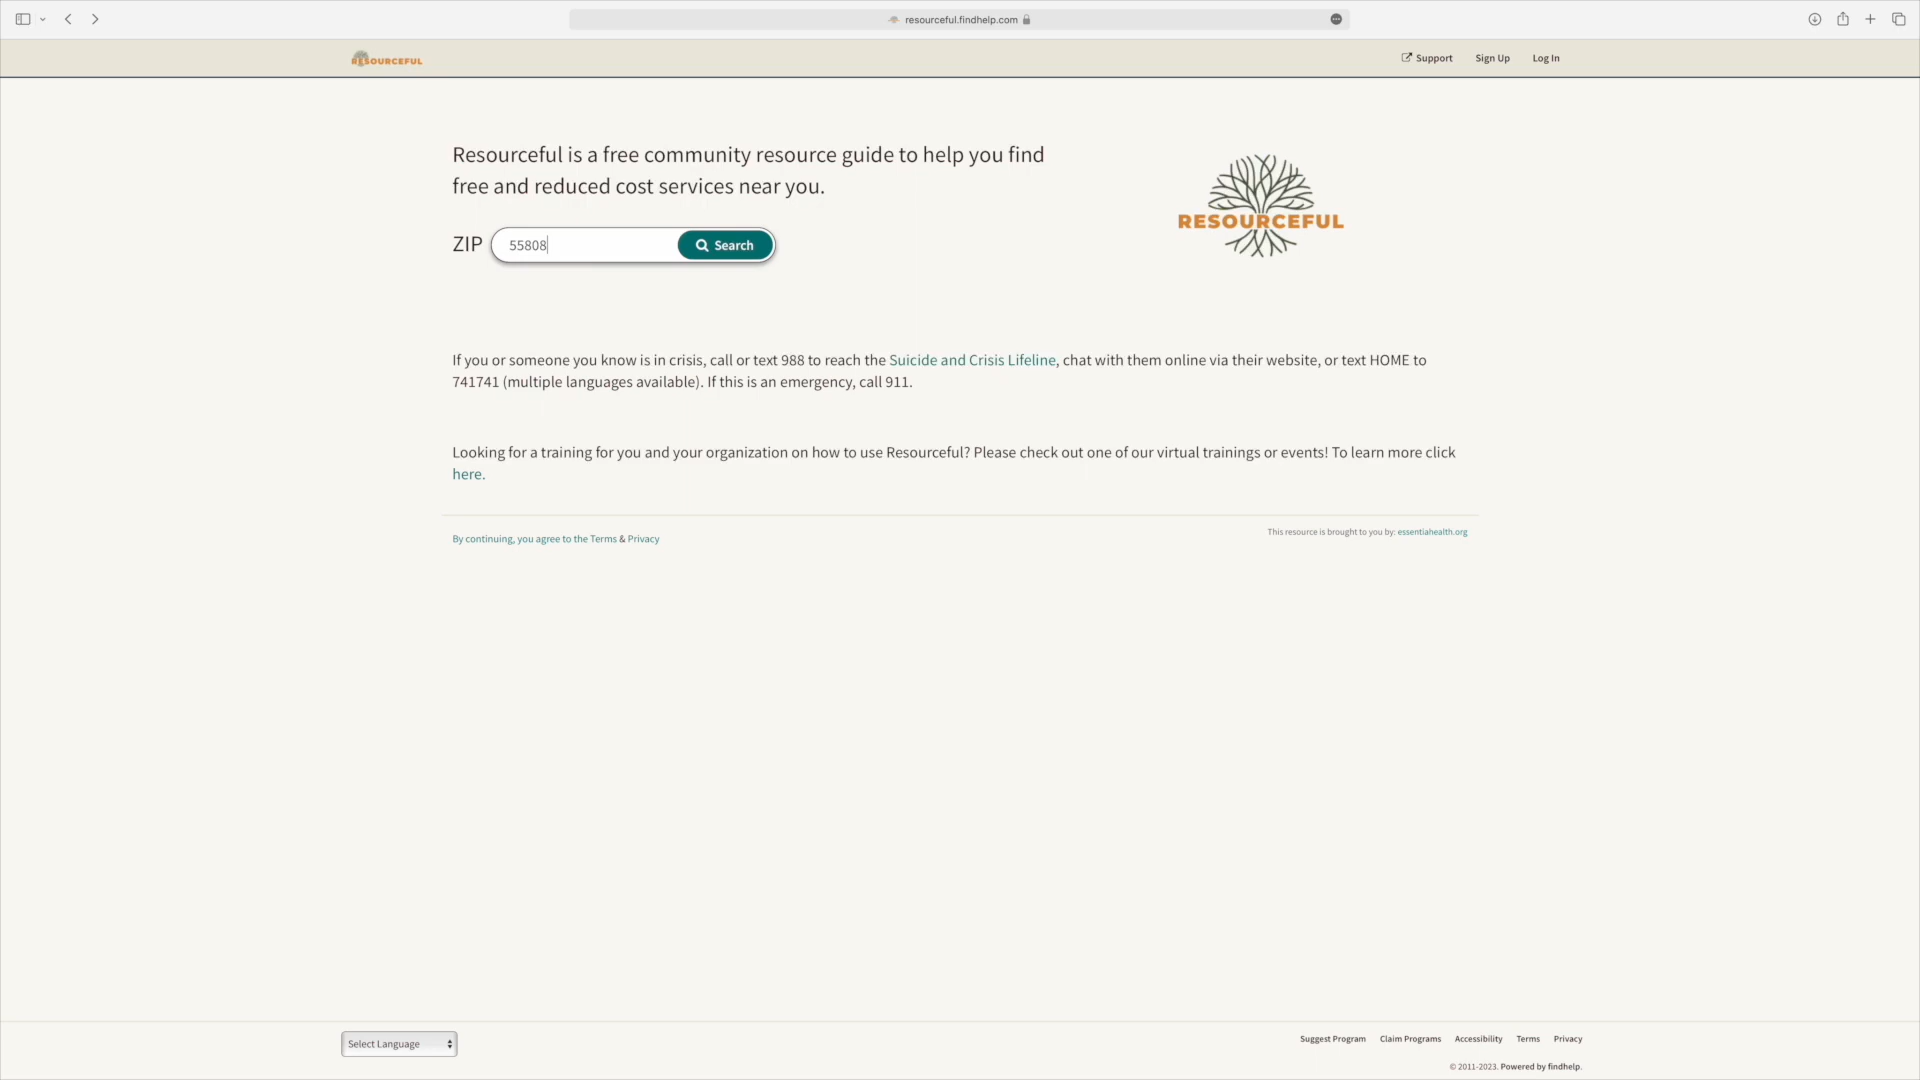 resourceful.findhelp.com
RESOURCEFUL
Support
Sign Up
Log In
Resourceful is a free community resource guide to help you find
free and reduced cost services near you.
RESOURCEFUL
ZIP
55808
Search
If you or someone you know is in crisis, call or text 988 to reach the Suicide and Crisis Lifeline, chat with them online via their website, or text HOME to
741741 (multiple languages available). If this is an emergency, call 911.
Looking for a training for you and your organization on how to use Resourceful? Please check out one of our virtual trainings or events! To learn more click
here.
By continuing, you agree to the Terms & Privacy
This resource is brought to you by: essentiahealth.org
Select Language
Suggest Program
Claim Programs
Accessibility
Terms
Privacy
© 2011-2023. Powered by findhelp.